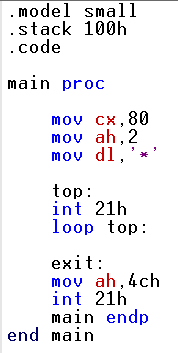 .model small
.stack 100h
.code
main proc
mov cx,80
mov ah,2
mov dl,'*'
top:
int 21h
loop top:
exit:
mov ah,4ch
int 21h
main endp
end main